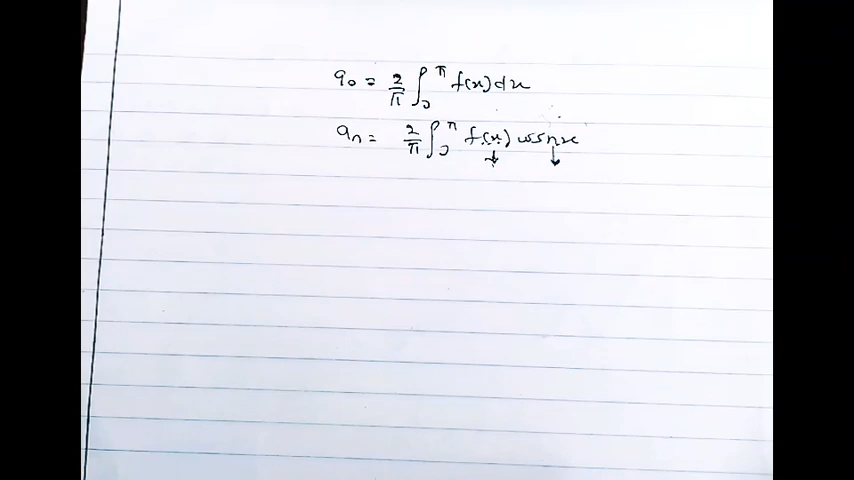 a₀ = 2/π ∫₀^π f(x) dx
aₙ = 2/π ∫₀^π f(x) cos nx